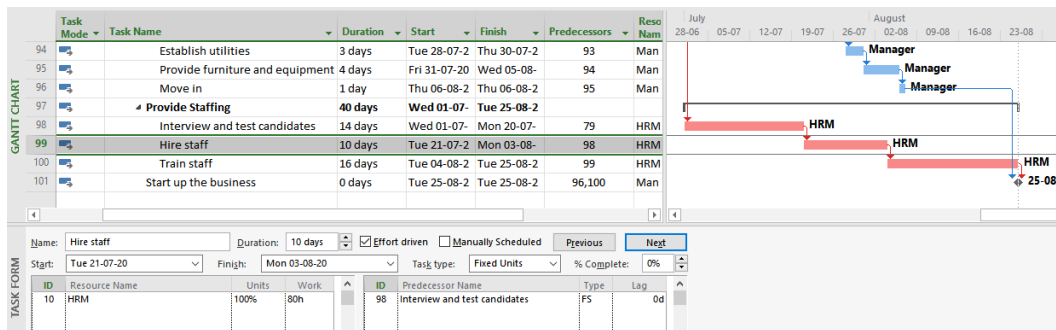 GANTT CHART
Task Mode Task Name Duration Start Finish Predecessors Reso Nam July August
28-06 05-07 12-07 19-07 26-07 02-08 09-08 16-08 23-08
94 Establish utilities 3 days Tue 28-07-2 Thu 30-07-2 93 Man Manager
95 Provide furniture and equipment 4 days Fri 31-07-20 Wed 05-08- 94 Man Manager
96 Move in 1 day Thu 06-08-2 Thu 06-08-2 95 Man Manager
97 Provide Staffing 40 days Wed 01-07- Tue 25-08-2
98 Interview and test candidates 14 days Wed 01-07- Mon 20-07- 79 HRM HRM
99 Hire staff 10 days Tue 21-07-2 Mon 03-08- 98 HRM HRM
100 Train staff 16 days Tue 04-08-2 Tue 25-08-2 99 HRM HRM
101 Start up the business 0 days Tue 25-08-2 Tue 25-08-2 96,100 Man 25-08
TASK FORM
Name: Hire staff Duration: 10 days Effort driven Manually Scheduled Previous Next
Start: Tue 21-07-20 Finish: Mon 03-08-20 Task type: Fixed Units % Complete: 0%
ID Resource Name Units Work ID Predecessor Name Type Lag
10 HRM 100% 80h 98 Interview and test candidates FS 0d